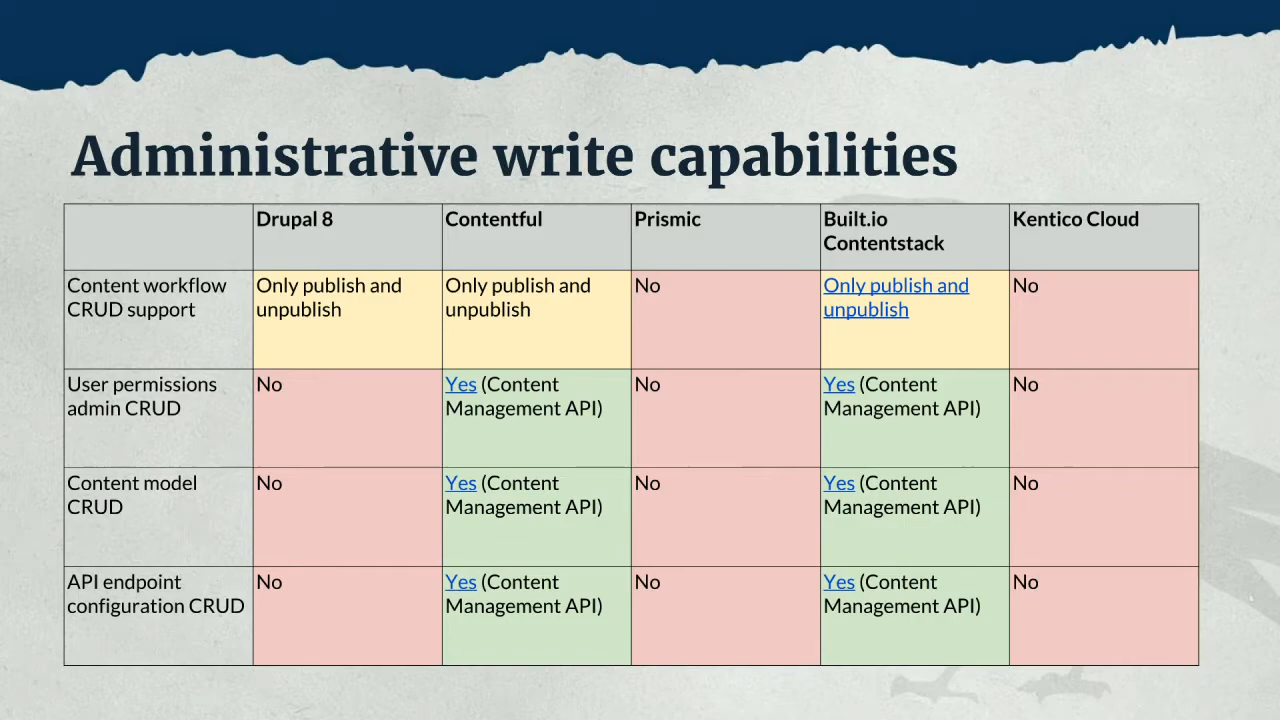 Administrative write capabilities
Drupal 8
Contentful
Prismic
Built.io
Contentstack
Kentico Cloud
Content workflow
CRUD support
Only publish and
unpublish
Only publish and
unpublish
No
Only publish and
unpublish
No
User permissions
admin CRUD
No
Yes (Content
Management API)
No
Yes (Content
Management API)
No
Content model
CRUD
No
Yes (Content
Management API)
No
Yes (Content
Management API)
No
API endpoint
configuration CRUD
No
Yes (Content
Management API)
No
Yes (Content
Management API)
No